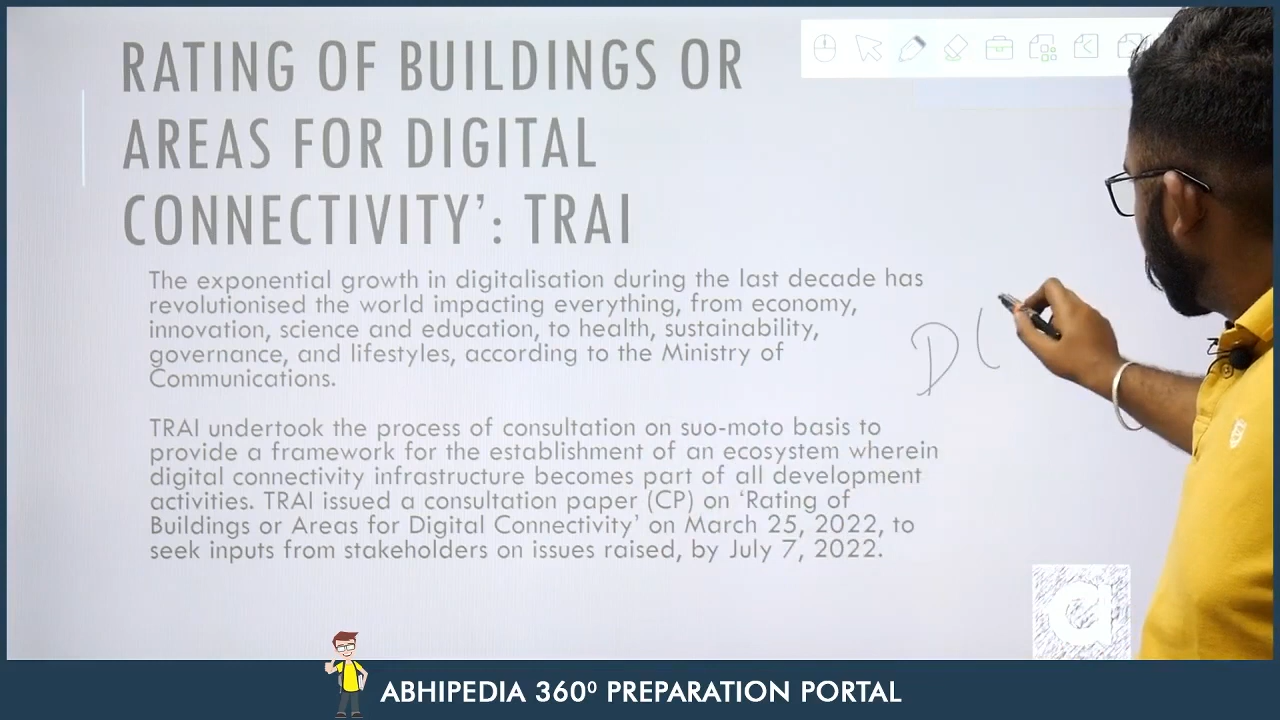 RATING OF BUILDINGS OR
AREAS FOR DIGITAL
CONNECTIVITY’: TRAI
The exponential growth in digitalisation during the last decade has
revolutionised the world impacting everything, from economy,
innovation, science and education, to health, sustainability,
governance, and lifestyles, according to the Ministry of
Communications.
TRAI undertook the process of consultation on suo-moto basis to
provide a framework for the establishment of an ecosystem wherein
digital connectivity infrastructure becomes part of all development
activities. TRAI issued a consultation paper (CP) on ‘Rating of
Buildings or Areas for Digital Connectivity’ on March 25, 2022, to
seek inputs from stakeholders on issues raised, by July 7, 2022.
D
a
ABHIPEDIA 360⁰ PREPARATION PORTAL